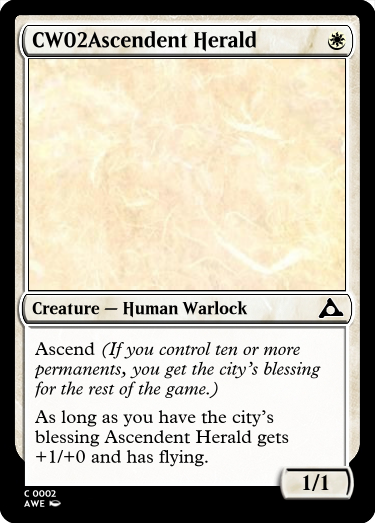 CW02Ascendent Herald
Creature — Human Warlock
Ascend (If you control ten or more
permanents, you get the city's blessing
for the rest of the game.)
As long as you have the city's
blessing Ascendent Herald gets
+1/+0 and has flying.
1/1
C 0002
AWE